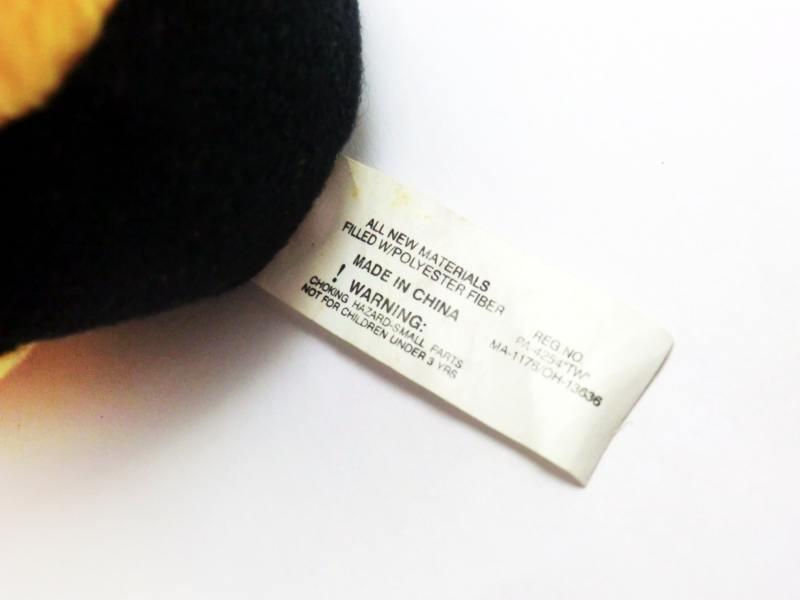 ALL NEW MATERIALS
FILLED W/POLYESTER FIBER
MADE IN CHINA
! WARNING:
CHOKING HAZARD-SMALL PARTS
NOT FOR CHILDREN UNDER 3 YRS
REG NO.
PA-4254"TW"
MA-1176/OH-13636